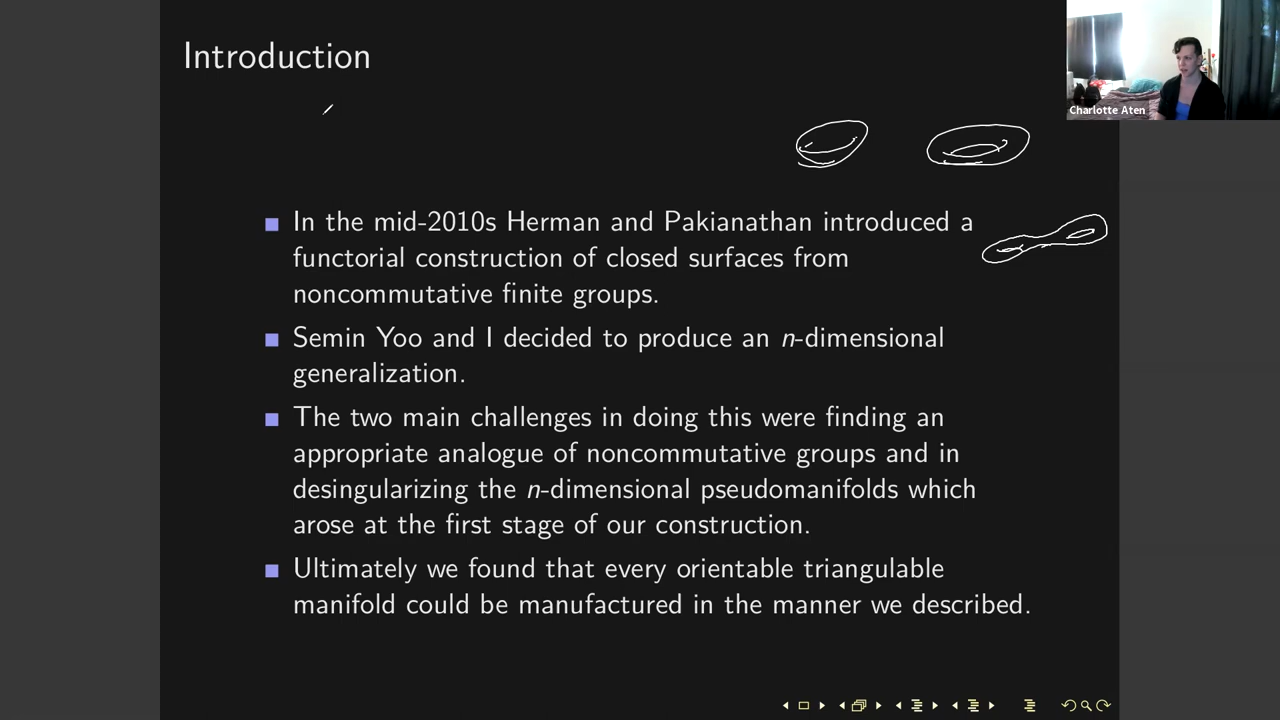 Introduction
Charlotte Aten
In the mid-2010s Herman and Pakianathan introduced a
functorial construction of closed surfaces from
noncommutative finite groups.
Semin Yoo and I decided to produce an n-dimensional
generalization.
The two main challenges in doing this were finding an
appropriate analogue of noncommutative groups and in
desingularizing the n-dimensional pseudomanifolds which
arose at the first stage of our construction.
Ultimately we found that every orientable triangulable
manifold could be manufactured in the manner we described.